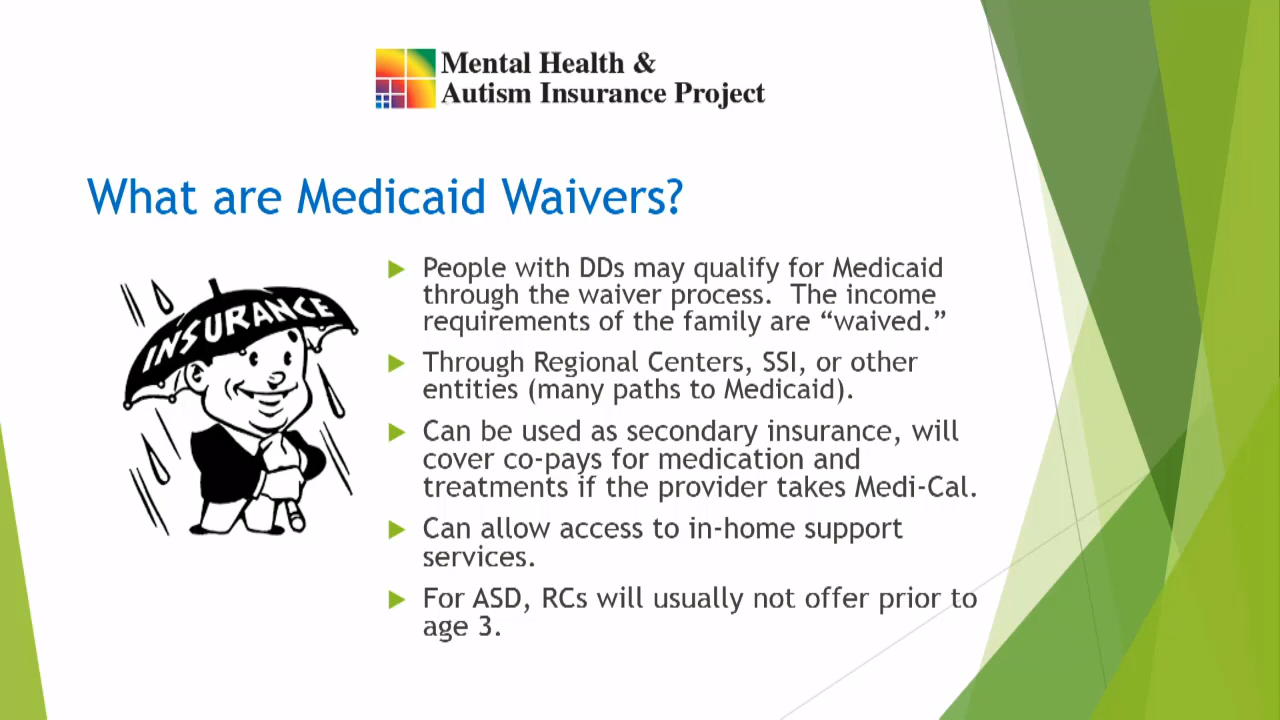 Mental Health &
Autism Insurance Project
What are Medicaid Waivers?
INSURANCE
People with DDs may qualify for Medicaid
through the waiver process.  The income
requirements of the family are “waived.”
Through Regional Centers, SSI, or other
entities (many paths to Medicaid).
Can be used as secondary insurance, will
cover co-pays for medication and
treatments if the provider takes Medi-Cal.
Can allow access to in-home support
services.
For ASD, RCs will usually not offer prior to
age 3.